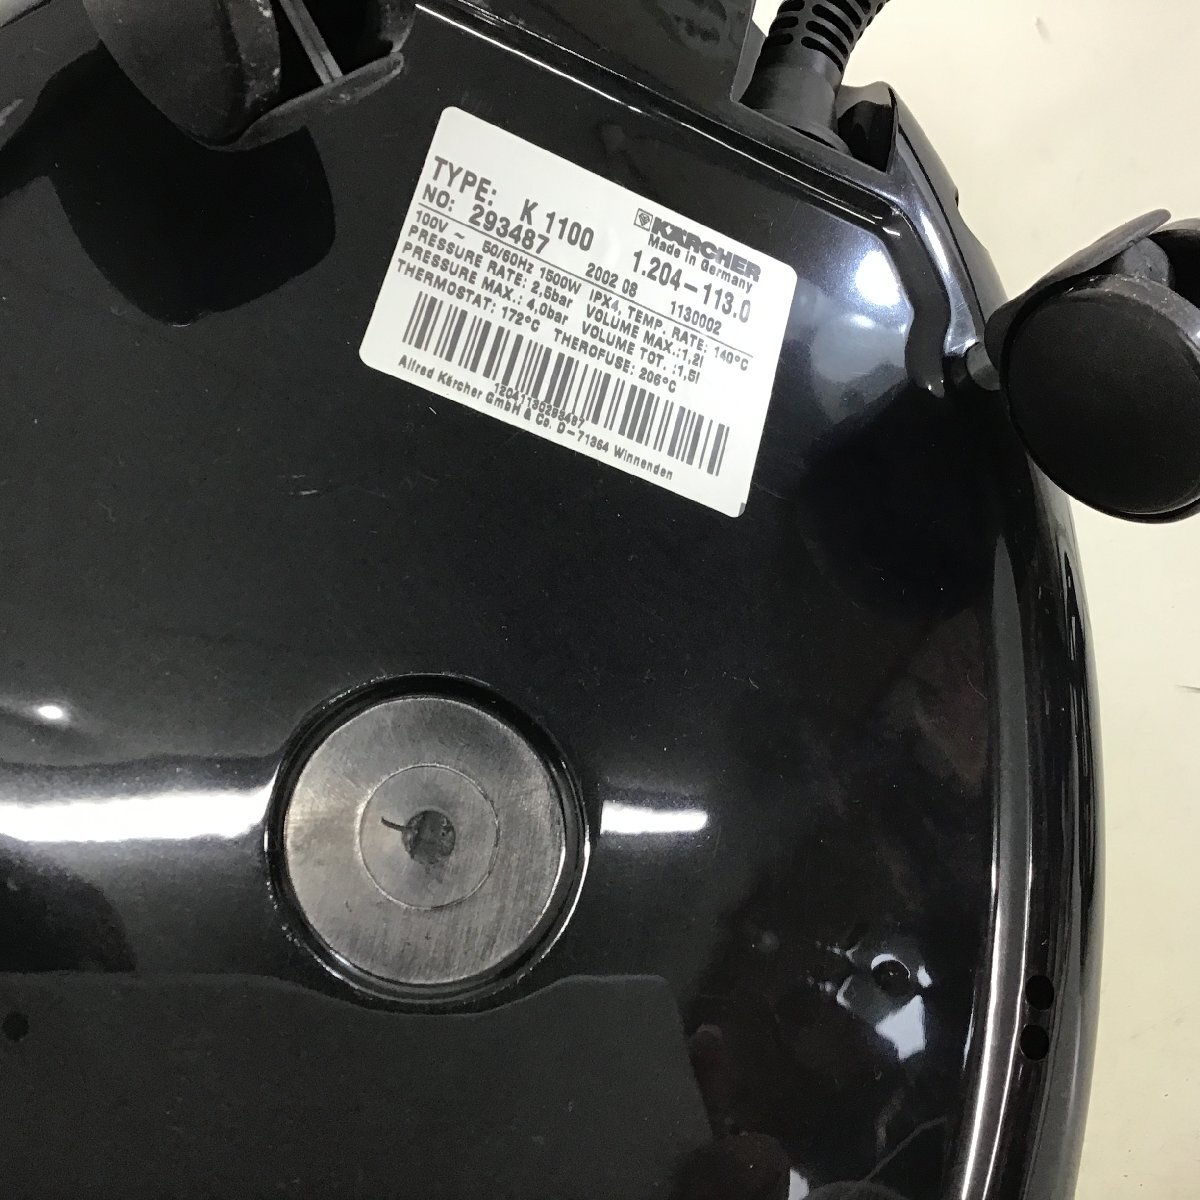 KÄRCHER
Made in Germany
TYPE: K 1100 1.204-113.0
NO: 293487 2002 08 1130002
100V ~ 50/60Hz 1500W IPX4, TEMP. RATE: 140°C
PRESSURE RATE: 2,6bar VOLUME MAX.:1,2l
PRESSURE MAX.: 4,0bar VOLUME TOT. :1,5l
THERMOSTAT: 172°C THEROFUSE: 206°C
12041130293487
Alfred Kärcher GmbH & Co. D-71364 Winnenden